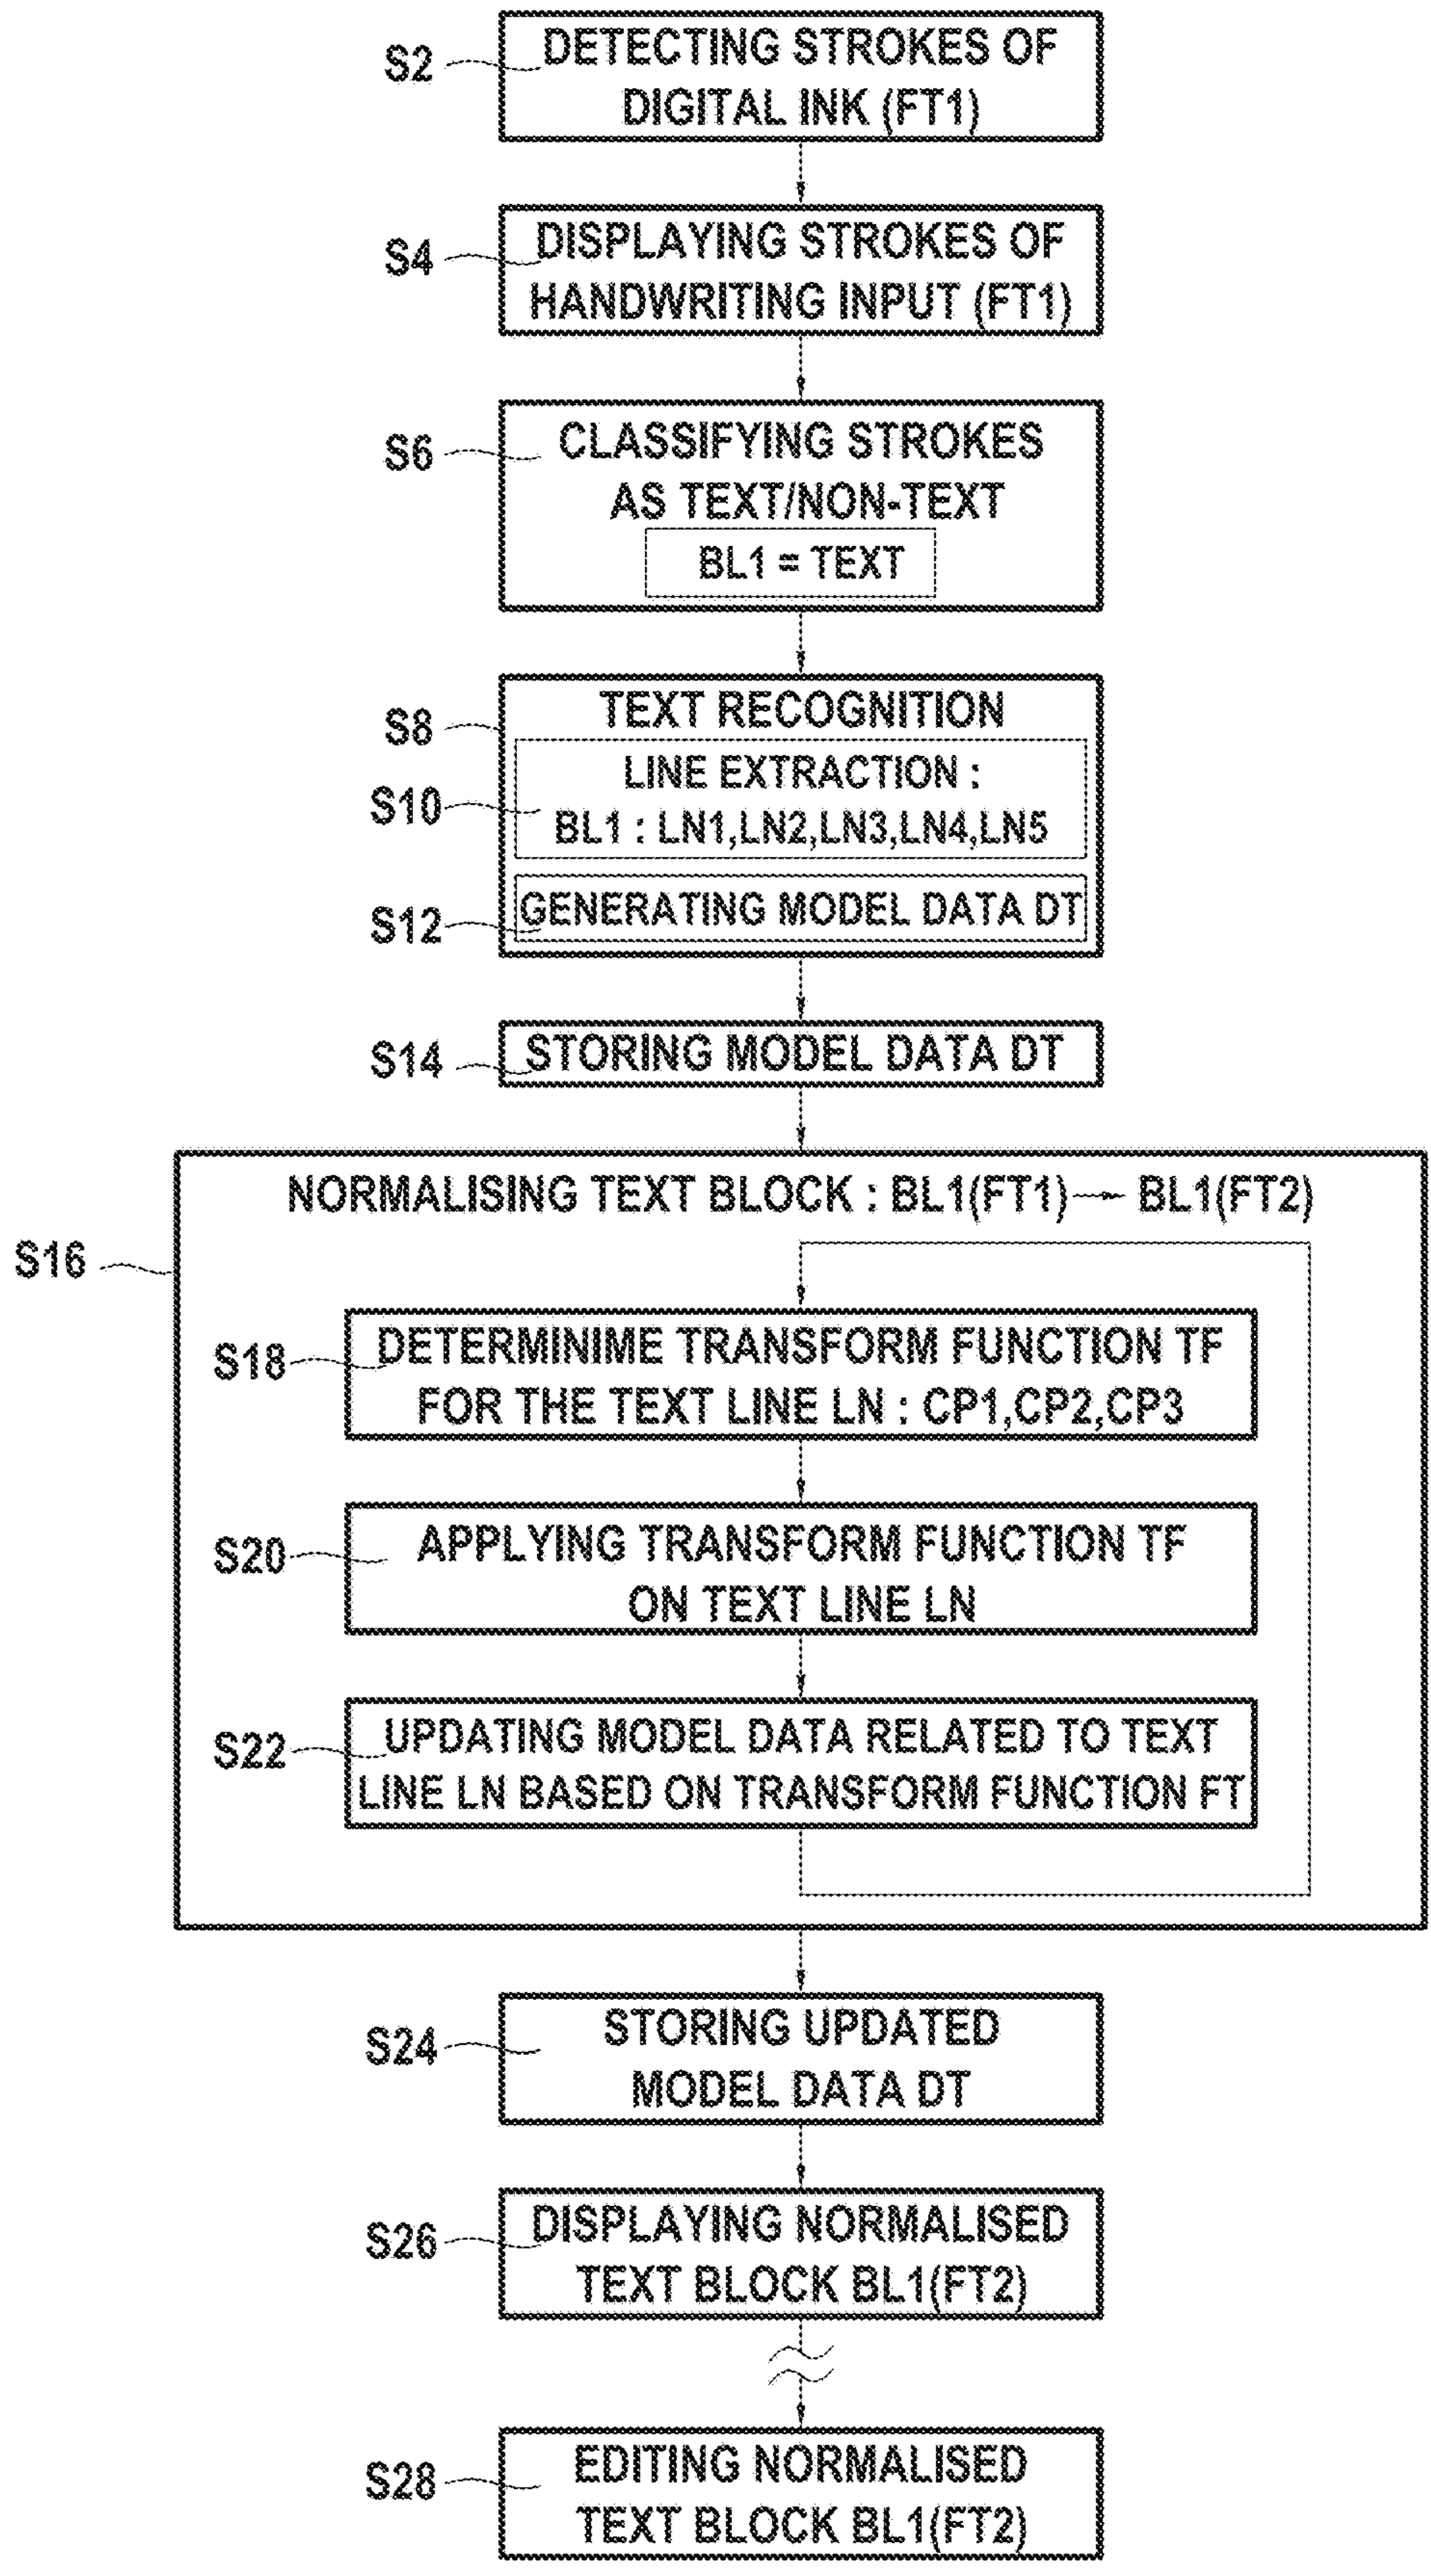 S2
DETECTING STROKES OF
DIGITAL INK (FT1)
S4
DISPLAYING STROKES OF
HANDWRITING INPUT (FT1)
S6
CLASSIFYING STROKES
AS TEXT/NON-TEXT
BL1 = TEXT
S8
TEXT RECOGNITION
S10
LINE EXTRACTION :
BL1 : LN1,LN2,LN3,LN4,LN5
S12
GENERATING MODEL DATA DT
S14
STORING MODEL DATA DT
S16
NORMALISING TEXT BLOCK : BL1(FT1) → BL1(FT2)
S18
DETERMINIME TRANSFORM FUNCTION TF
FOR THE TEXT LINE LN : CP1,CP2,CP3
S20
APPLYING TRANSFORM FUNCTION TF
ON TEXT LINE LN
S22
UPDATING MODEL DATA RELATED TO TEXT
LINE LN BASED ON TRANSFORM FUNCTION FT
S24
STORING UPDATED
MODEL DATA DT
S26
DISPLAYING NORMALISED
TEXT BLOCK BL1(FT2)
S28
EDITING NORMALISED
TEXT BLOCK BL1(FT2)